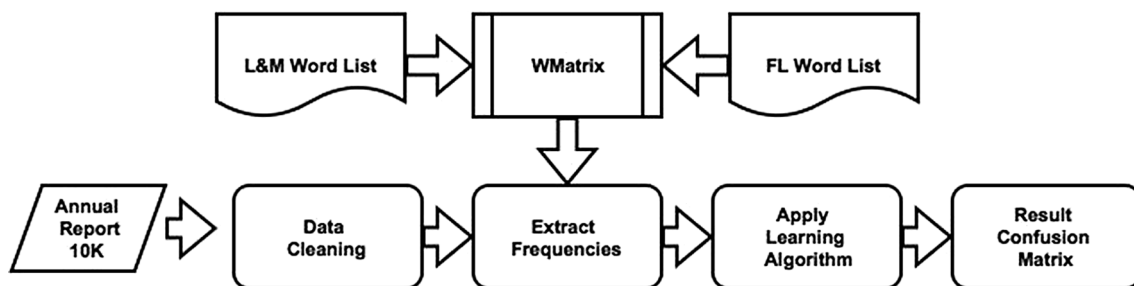 L&M Word List
WMatrix
FL Word List
Annual
Report
10K
Data
Cleaning
Extract
Frequencies
Apply
Learning
Algorithm
Result
Confusion
Matrix